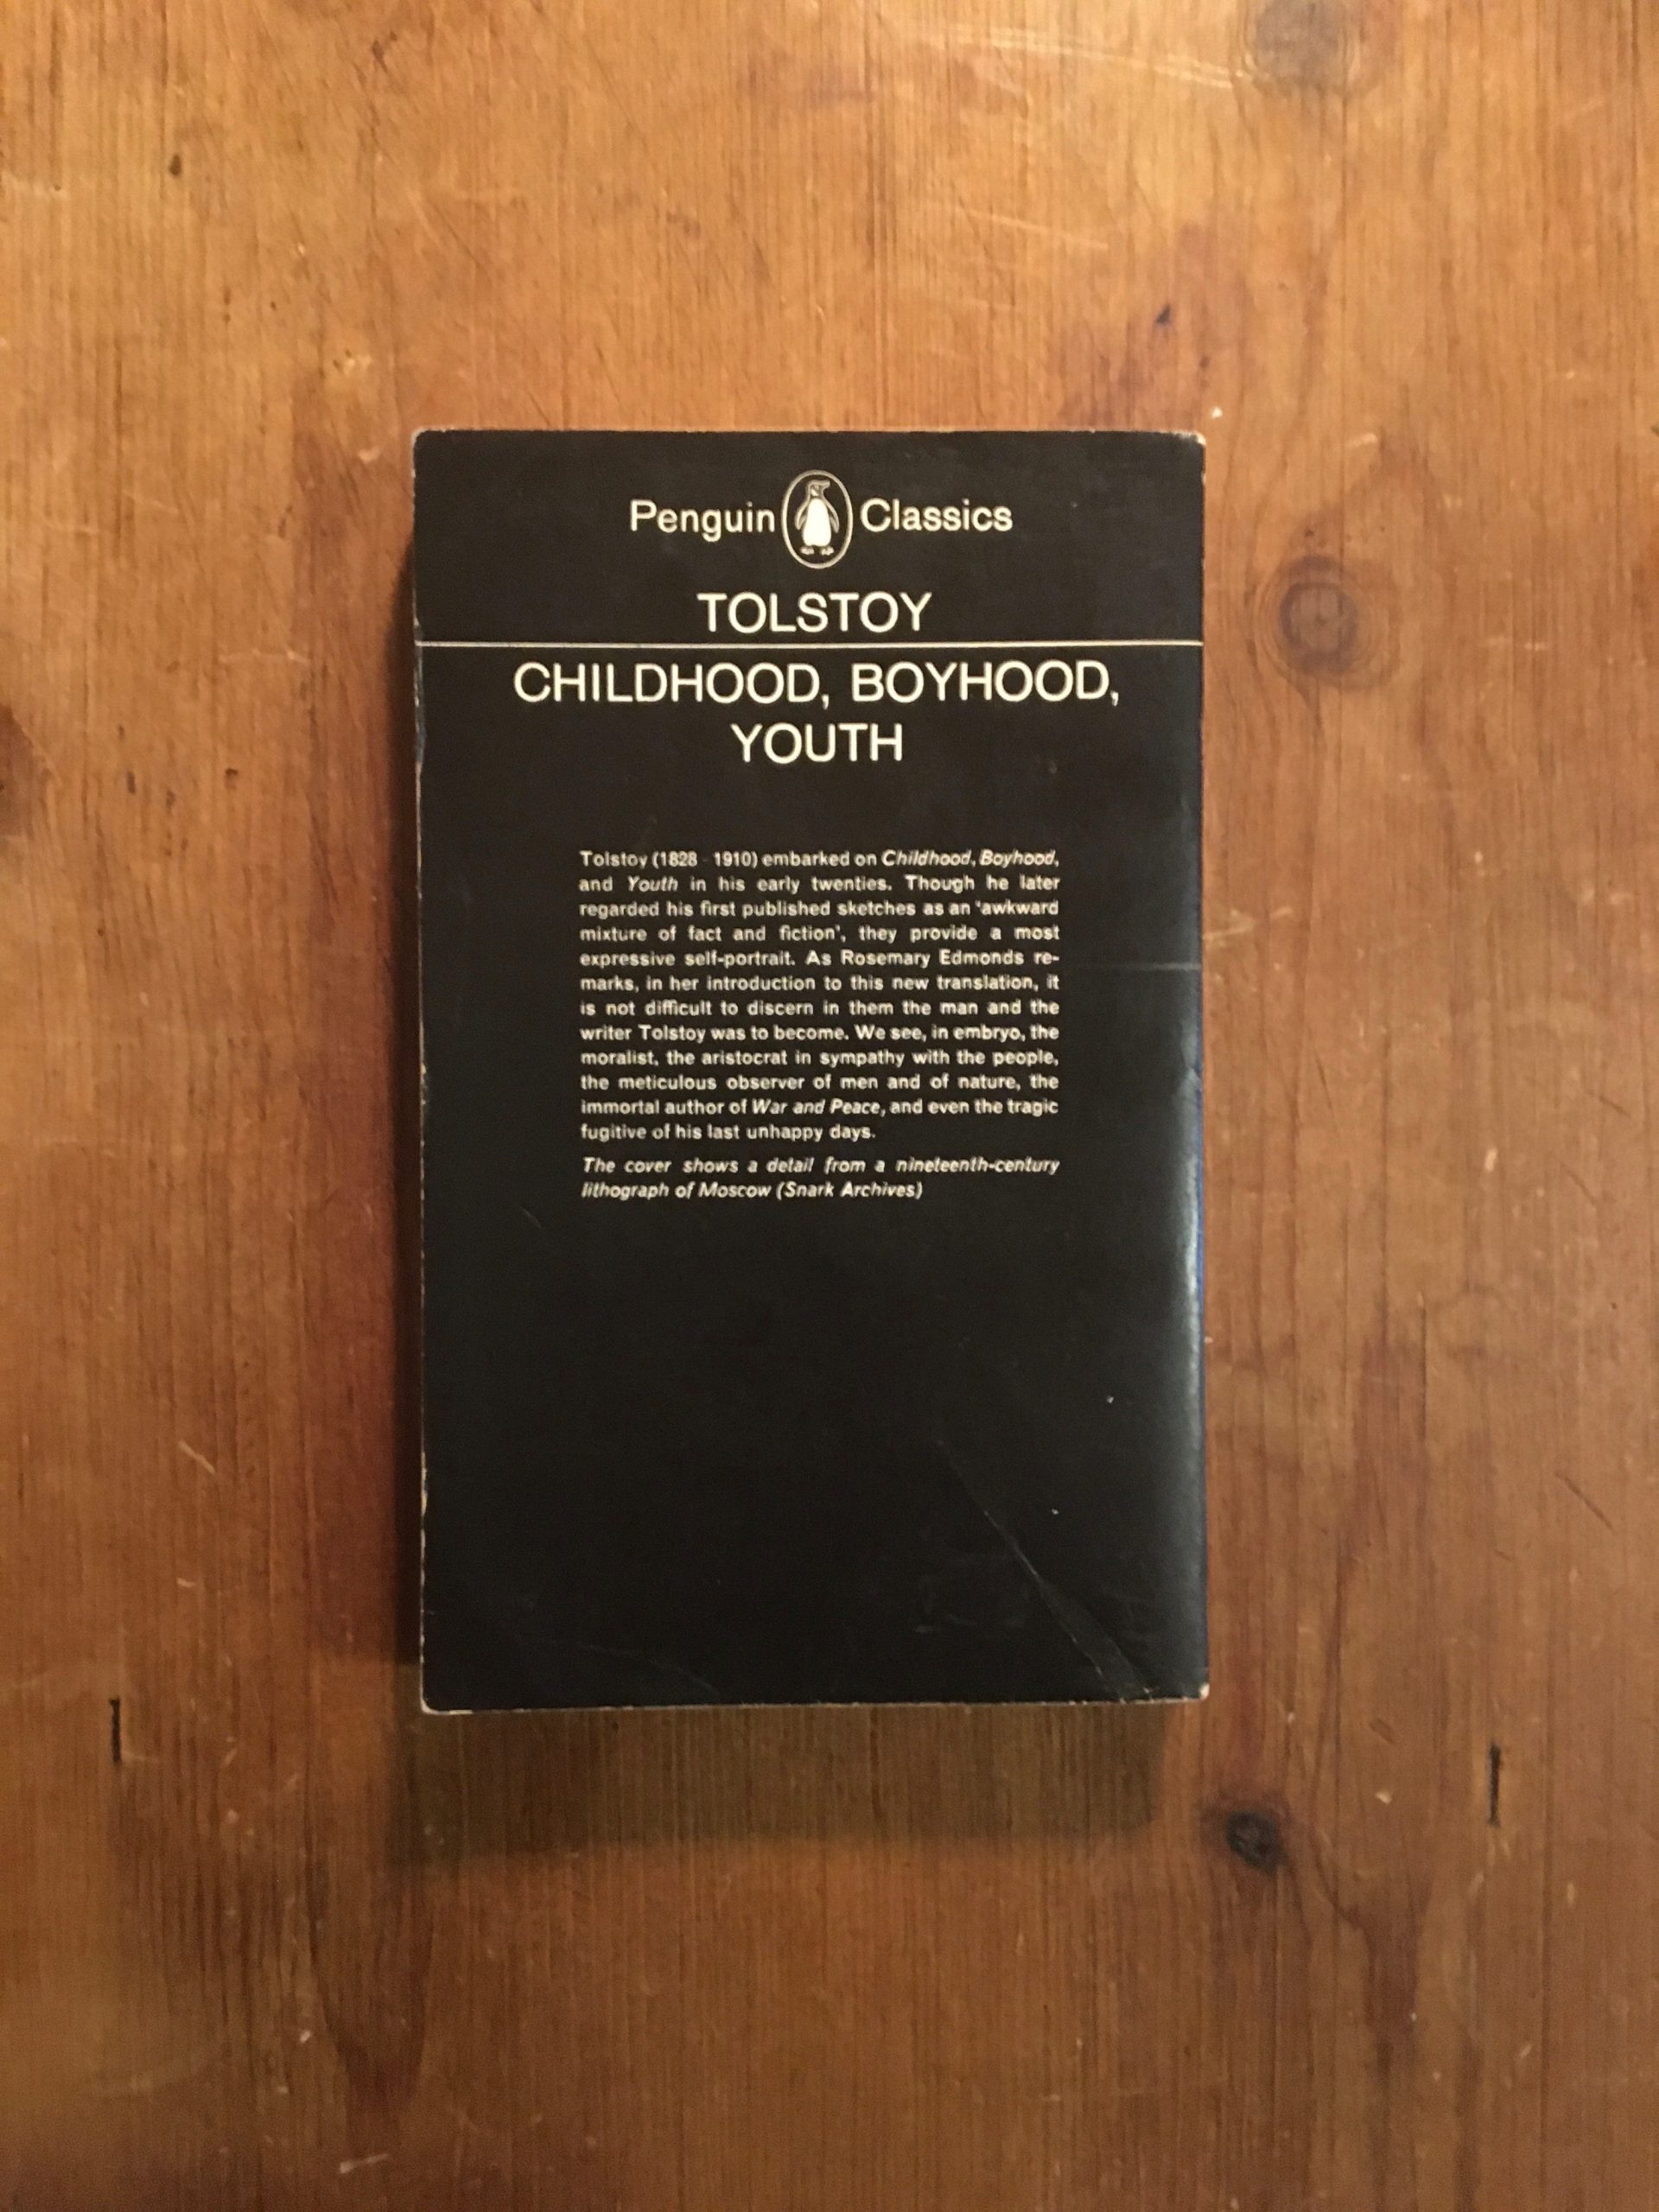 Penguin Classics
TOLSTOY
CHILDHOOD, BOYHOOD,
YOUTH
Tolstoy (1828 - 1910) embarked on Childhood, Boyhood,
and Youth in his early twenties. Though he later
regarded his first published sketches as an 'awkward
mixture of fact and fiction', they provide a most
expressive self-portrait. As Rosemary Edmonds re-
marks, in her introduction to this new translation, it
is not difficult to discern in them the man and the
writer Tolstoy was to become. We see, in embryo, the
moralist, the aristocrat in sympathy with the people,
the meticulous observer of men and of nature, the
immortal author of War and Peace, and even the tragic
fugitive of his last unhappy days.
The cover shows a detail from a nineteenth-century
lithograph of Moscow (Snark Archives)